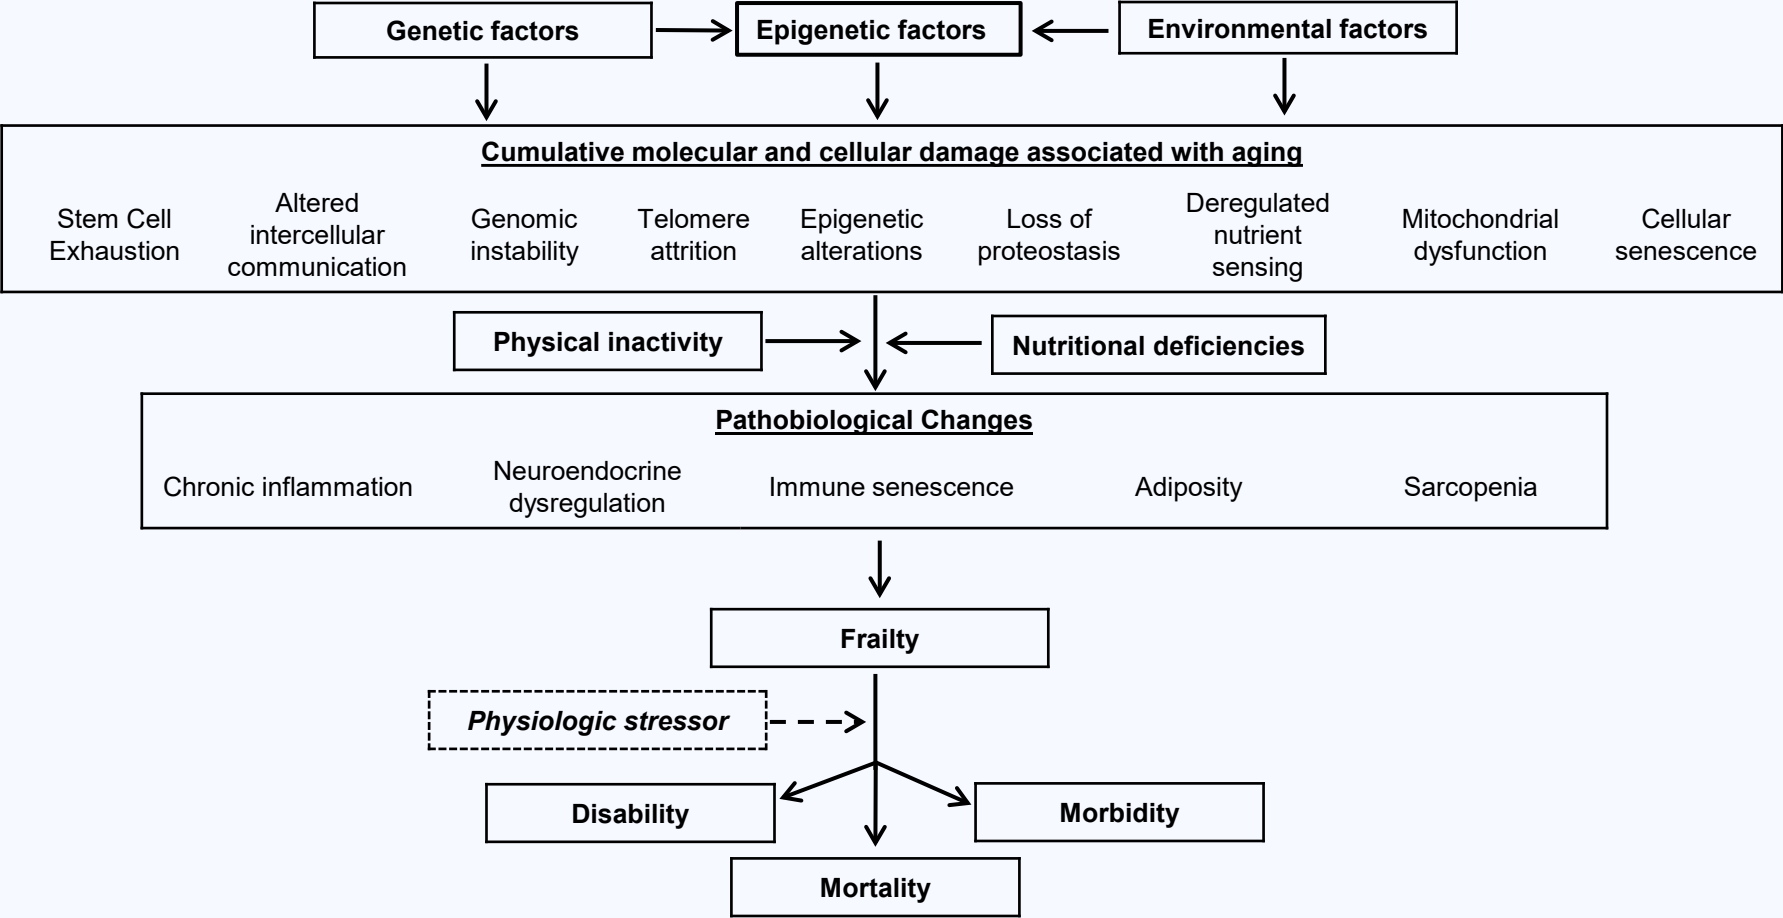 Genetic factors
Epigenetic factors
Environmental factors
Cumulative molecular and cellular damage associated with aging
Stem Cell
Exhaustion
Altered
intercellular
communication
Genomic
instability
Telomere
attrition
Epigenetic
alterations
Loss of
proteostasis
Deregulated
nutrient
sensing
Mitochondrial
dysfunction
Cellular
senescence
Physical inactivity
Nutritional deficiencies
Pathobiological Changes
Chronic inflammation
Neuroendocrine
dysregulation
Immune senescence
Adiposity
Sarcopenia
Frailty
Physiologic stressor
Disability
Morbidity
Mortality